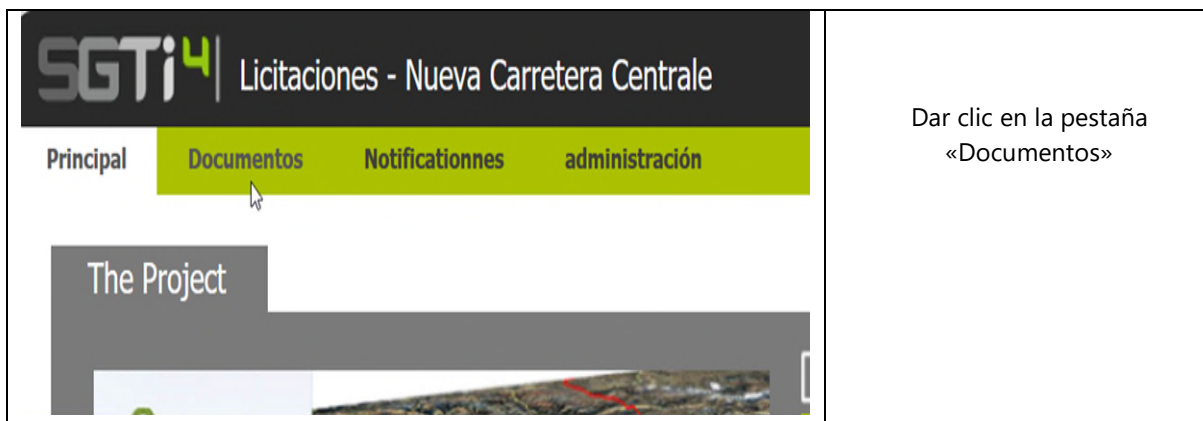 SGTi4 Licitaciones - Nueva Carretera Centrale
Principal Documentos Notificationnes administración
The Project
Dar clic en la pestaña
«Documentos»